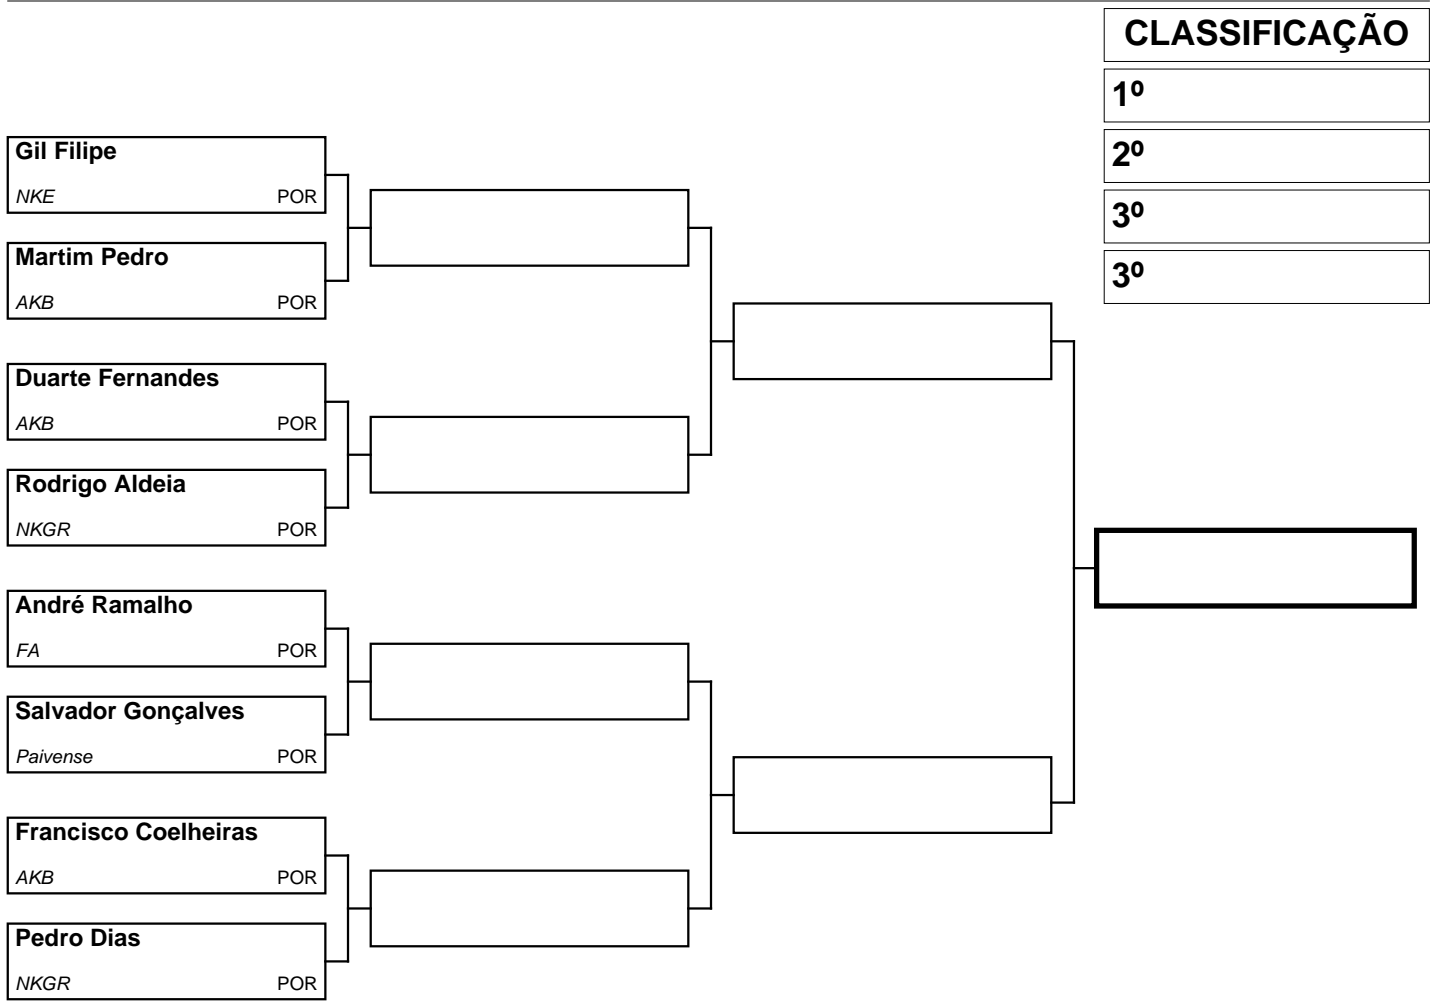 CLASSIFICAÇÃO
1º
2º
3º
3º
Gil Filipe
NKE POR
Martim Pedro
AKB POR
Duarte Fernandes
AKB POR
Rodrigo Aldeia
NKGR POR
André Ramalho
FA POR
Salvador Gonçalves
Paivense POR
Francisco Coelheiras
AKB POR
Pedro Dias
NKGR POR